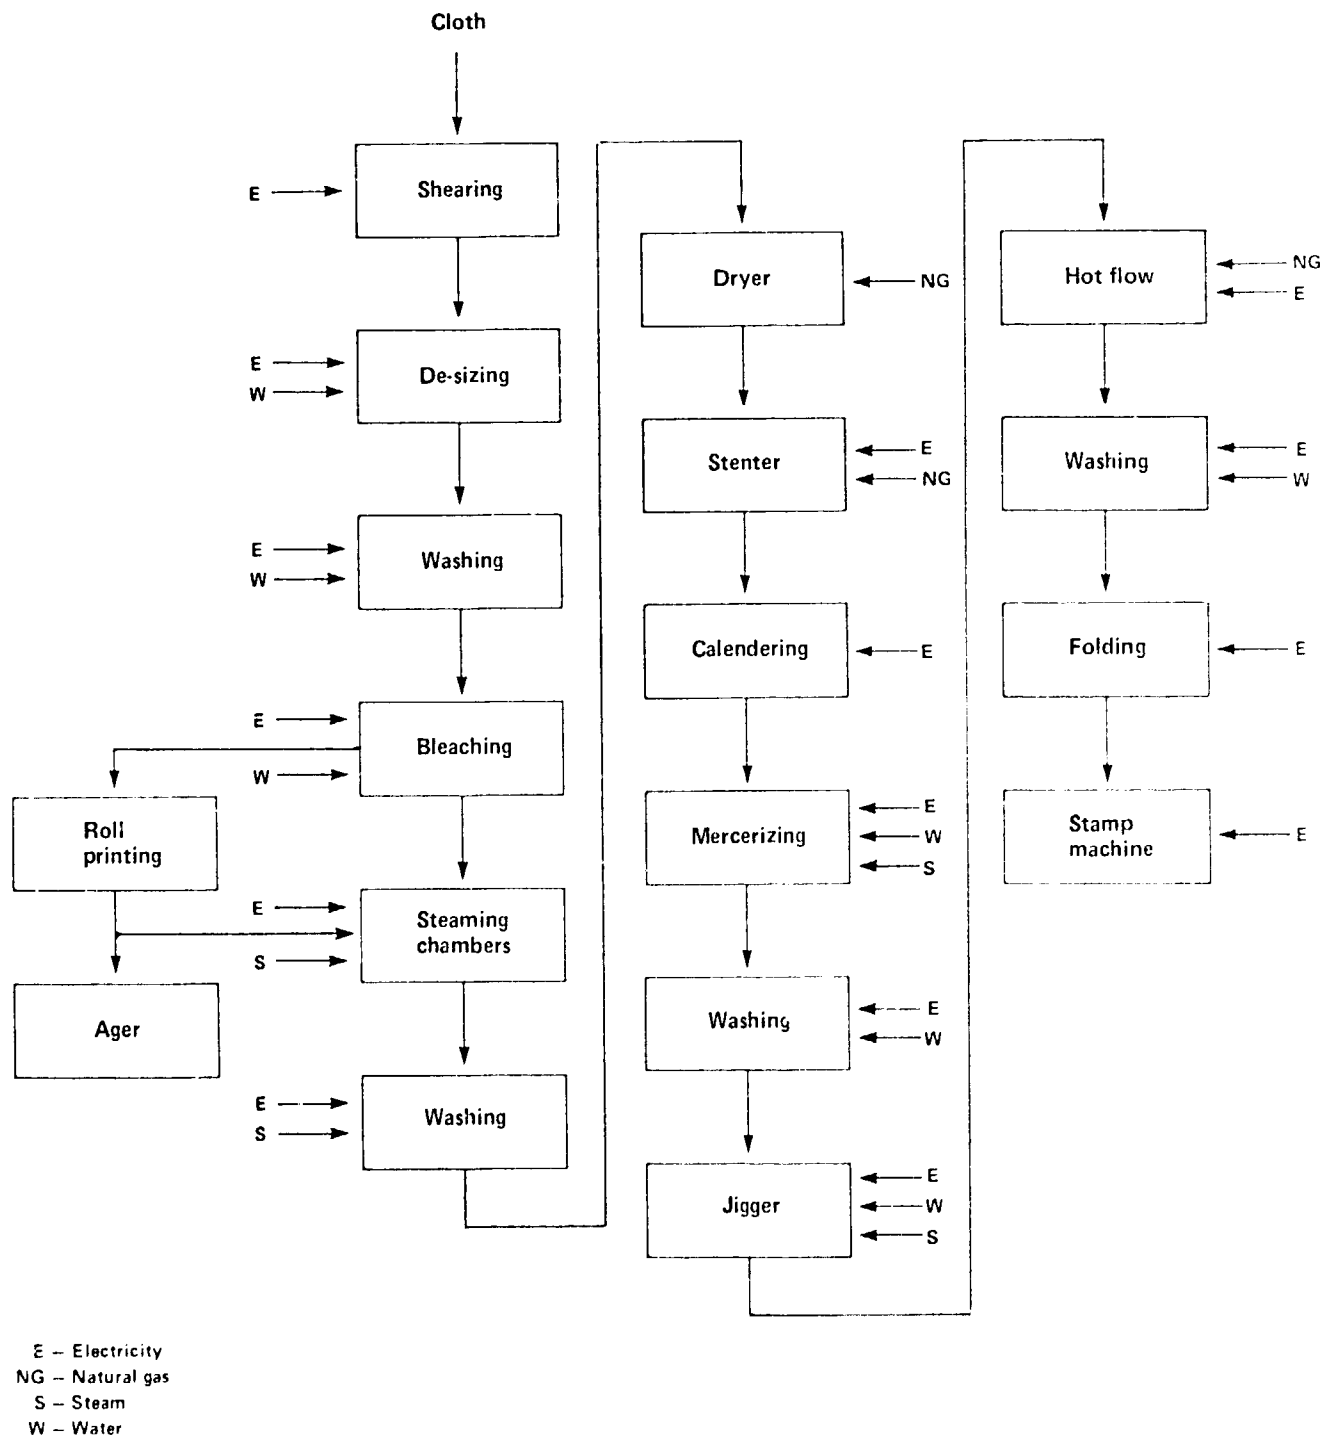 Cloth
Shearing
E
De-sizing
E
W
Washing
E
W
Bleaching
E
W
Roll
printing
Steaming
chambers
E
S
Ager
Washing
E
S
Dryer
NG
Stenter
E
NG
Calendering
E
Mercerizing
E
W
S
Washing
E
W
Jigger
E
W
S
Hot flow
NG
E
Washing
E
W
Folding
E
Stamp
machine
E
E – Electricity
NG – Natural gas
S – Steam
W – Water